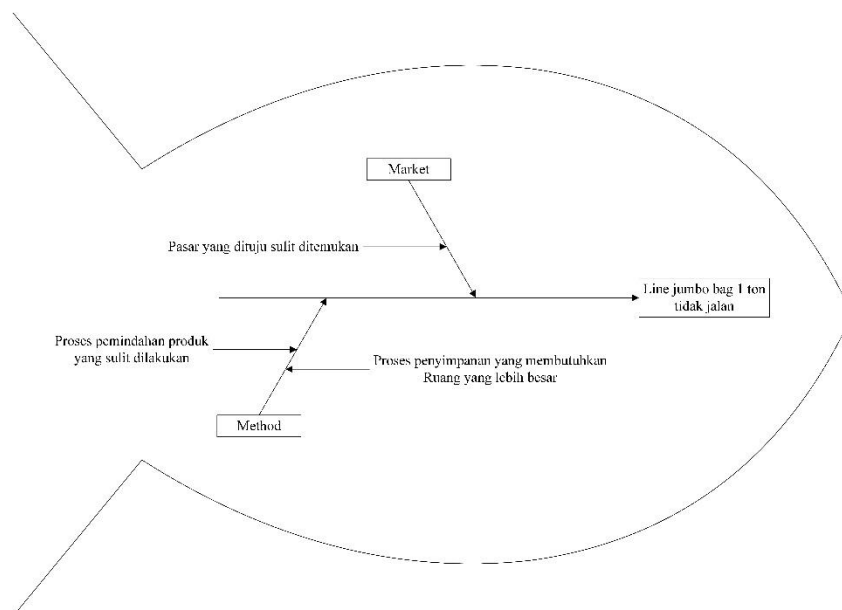 Market
Pasar yang dituju sulit ditemukan
Line jumbo bag 1 ton
tidak jalan
Proses pemindahan produk
yang sulit dilakukan
Proses penyimpanan yang membutuhkan
Ruang yang lebih besar
Method